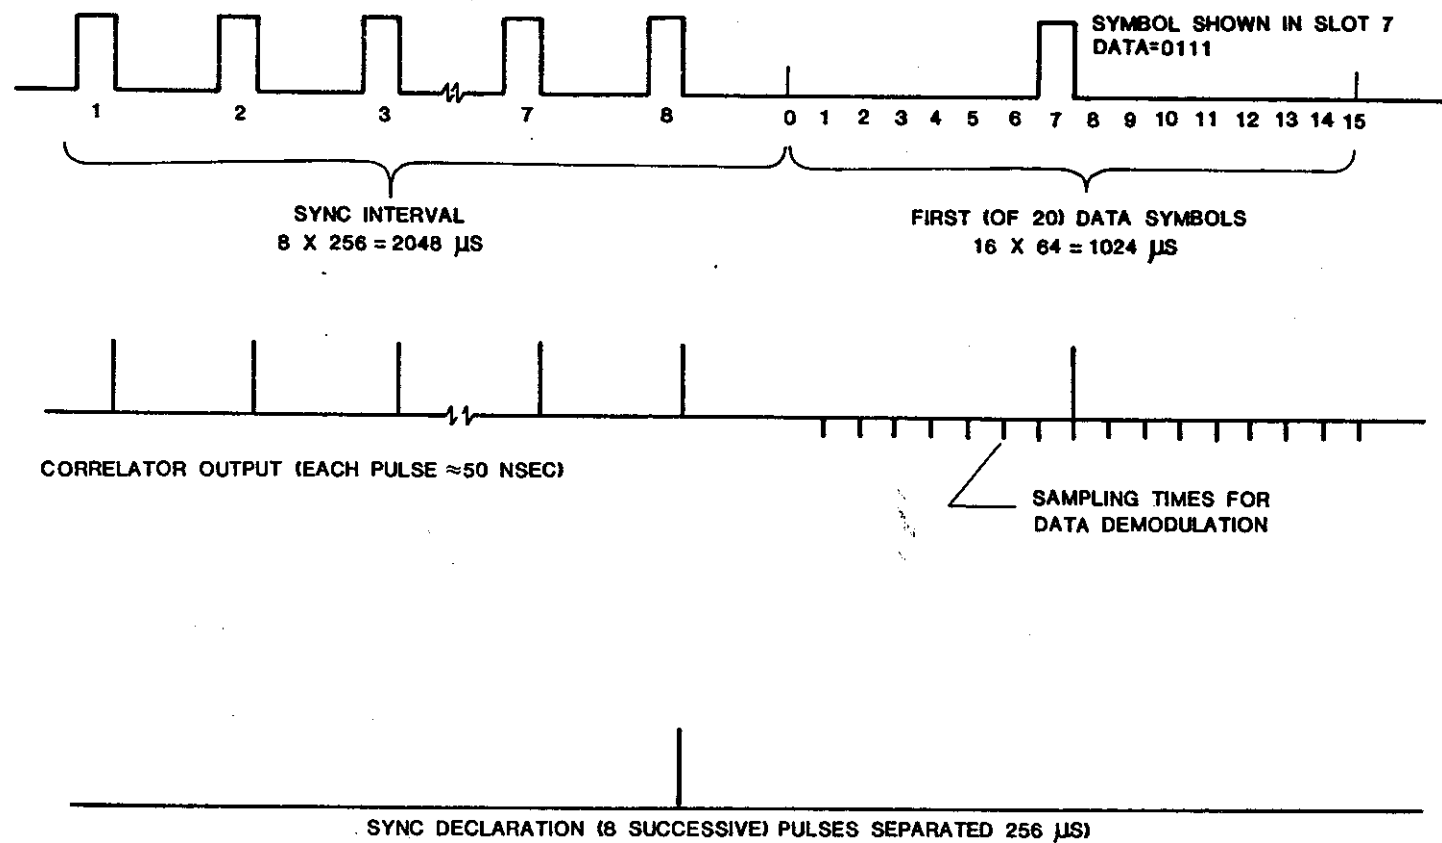 SYMBOL SHOWN IN SLOT 7
DATA=0111
1 2 3 7 8 0 1 2 3 4 5 6 7 8 9 10 11 12 13 14 15
SYNC INTERVAL
8 X 256 = 2048 µS
FIRST (OF 20) DATA SYMBOLS
16 X 64 = 1024 µS
CORRELATOR OUTPUT (EACH PULSE ≈50 NSEC)
SAMPLING TIMES FOR
DATA DEMODULATION
SYNC DECLARATION (8 SUCCESSIVE) PULSES SEPARATED 256 µS)